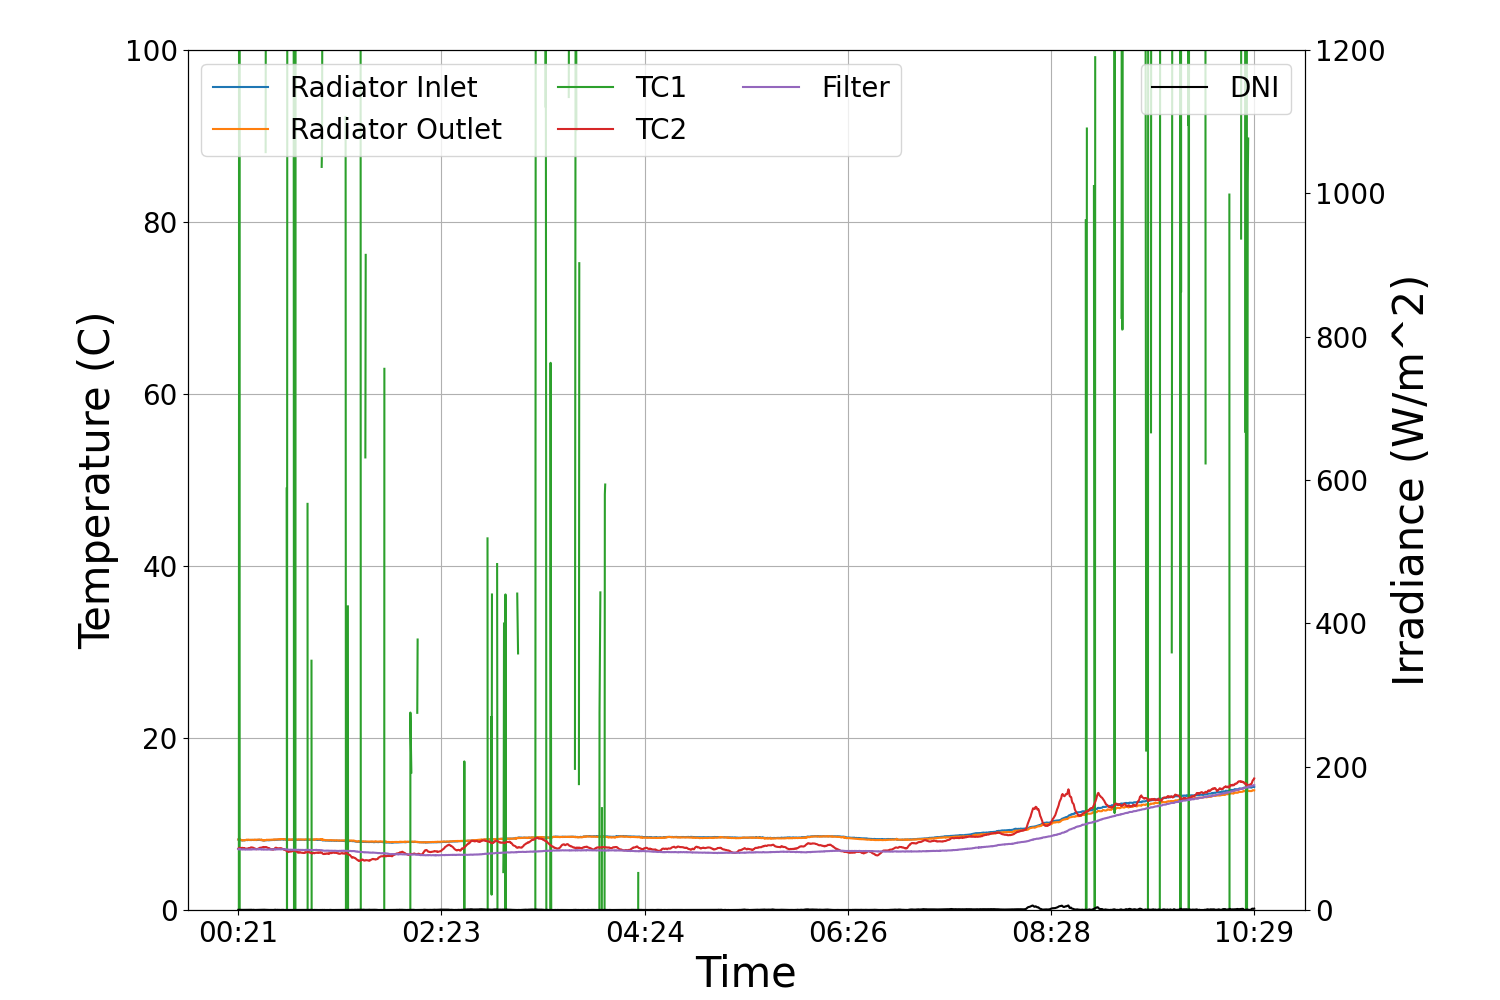 Radiator Inlet
Radiator Outlet
TC1
TC2
Filter
DNI
100
80
60
40
20
0
Temperature (C)
1200
1000
800
600
400
200
0
Irradiance (W/m^2)
00:21 02:23 04:24 06:26 08:28 10:29
Time